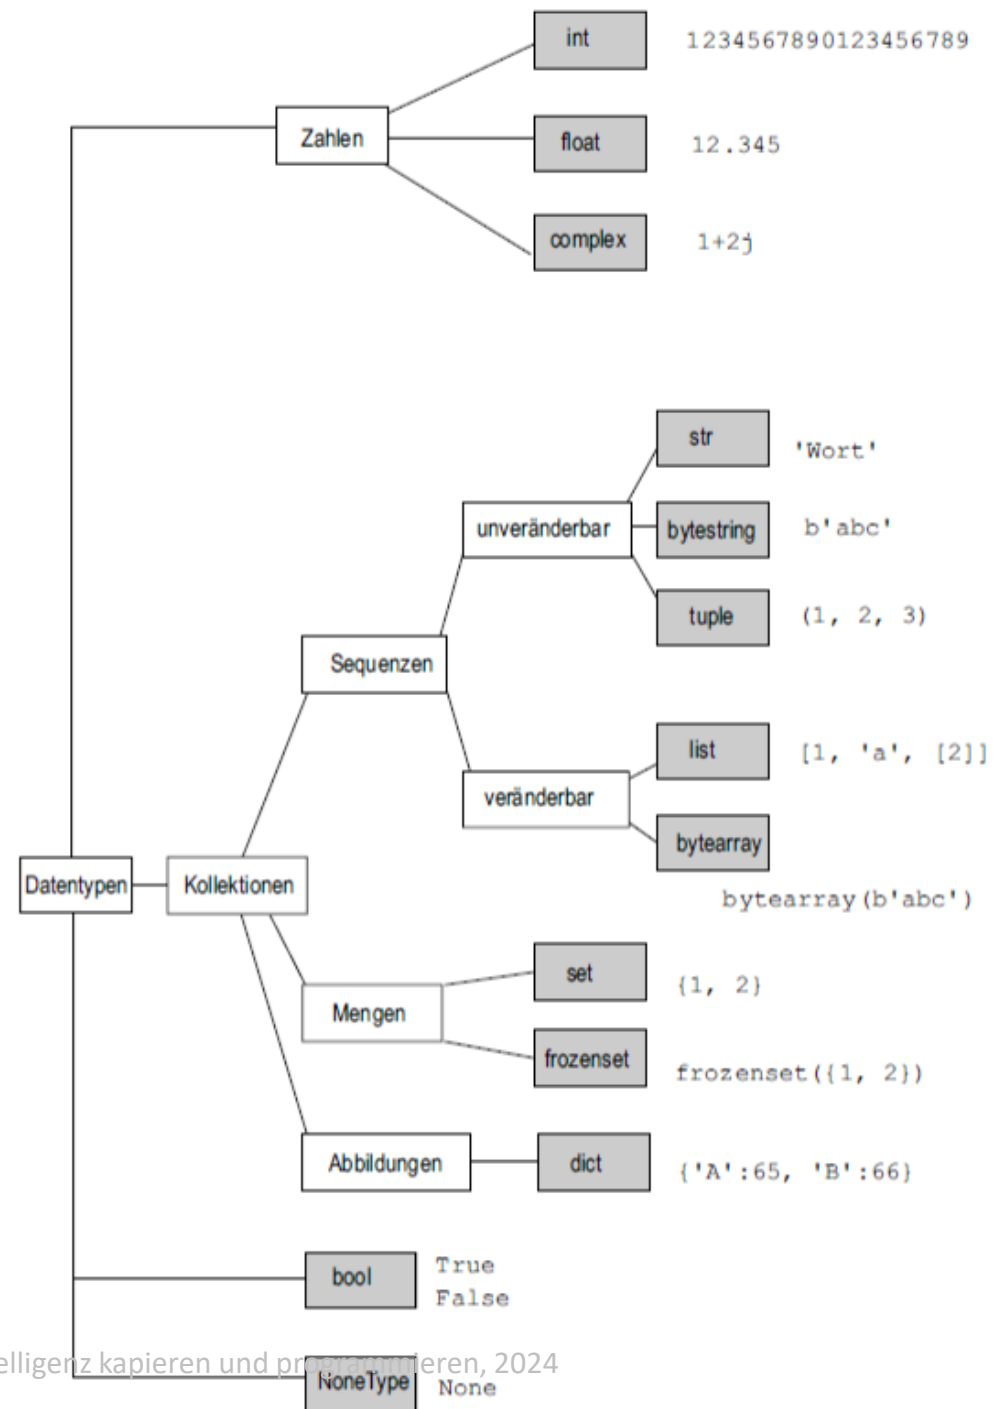 int 1234567890123456789
Zahlen
float 12.345
complex 1+2j
str 'Wort'
unveränderbar
bytestring b'abc'
tuple (1, 2, 3)
Sequenzen
list [1, 'a', [2]]
veränderbar
bytearray
bytearray(b'abc')
Datentypen
Kollektionen
set {1, 2}
Mengen
frozenset frozenset({1, 2})
Abbildungen
dict {'A':65, 'B':66}
bool True
False
elligenz kapieren und programmieren, 2024
NoneType None